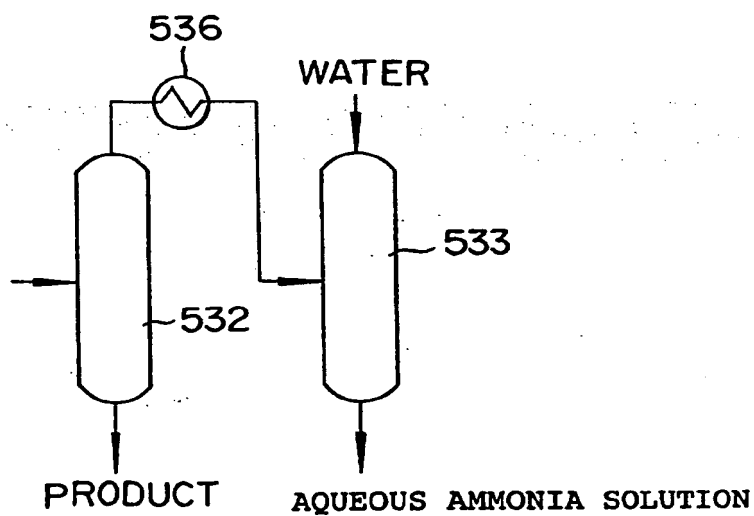 536
WATER
533
532
PRODUCT
AQUEOUS AMMONIA SOLUTION